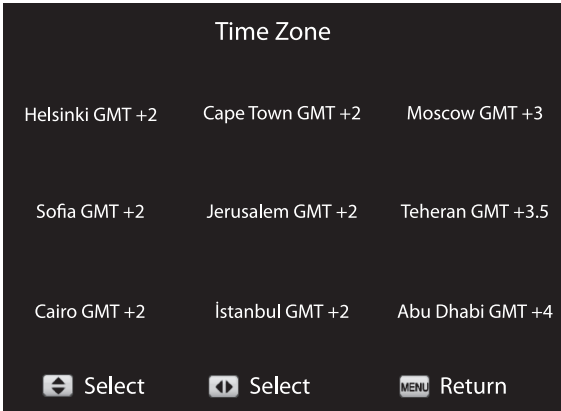 Time Zone
Helsinki GMT +2 Cape Town GMT +2 Moscow GMT +3
Sofia GMT +2 Jerusalem GMT +2 Teheran GMT +3.5
Cairo GMT +2 İstanbul GMT +2 Abu Dhabi GMT +4
Select Select MENU Return